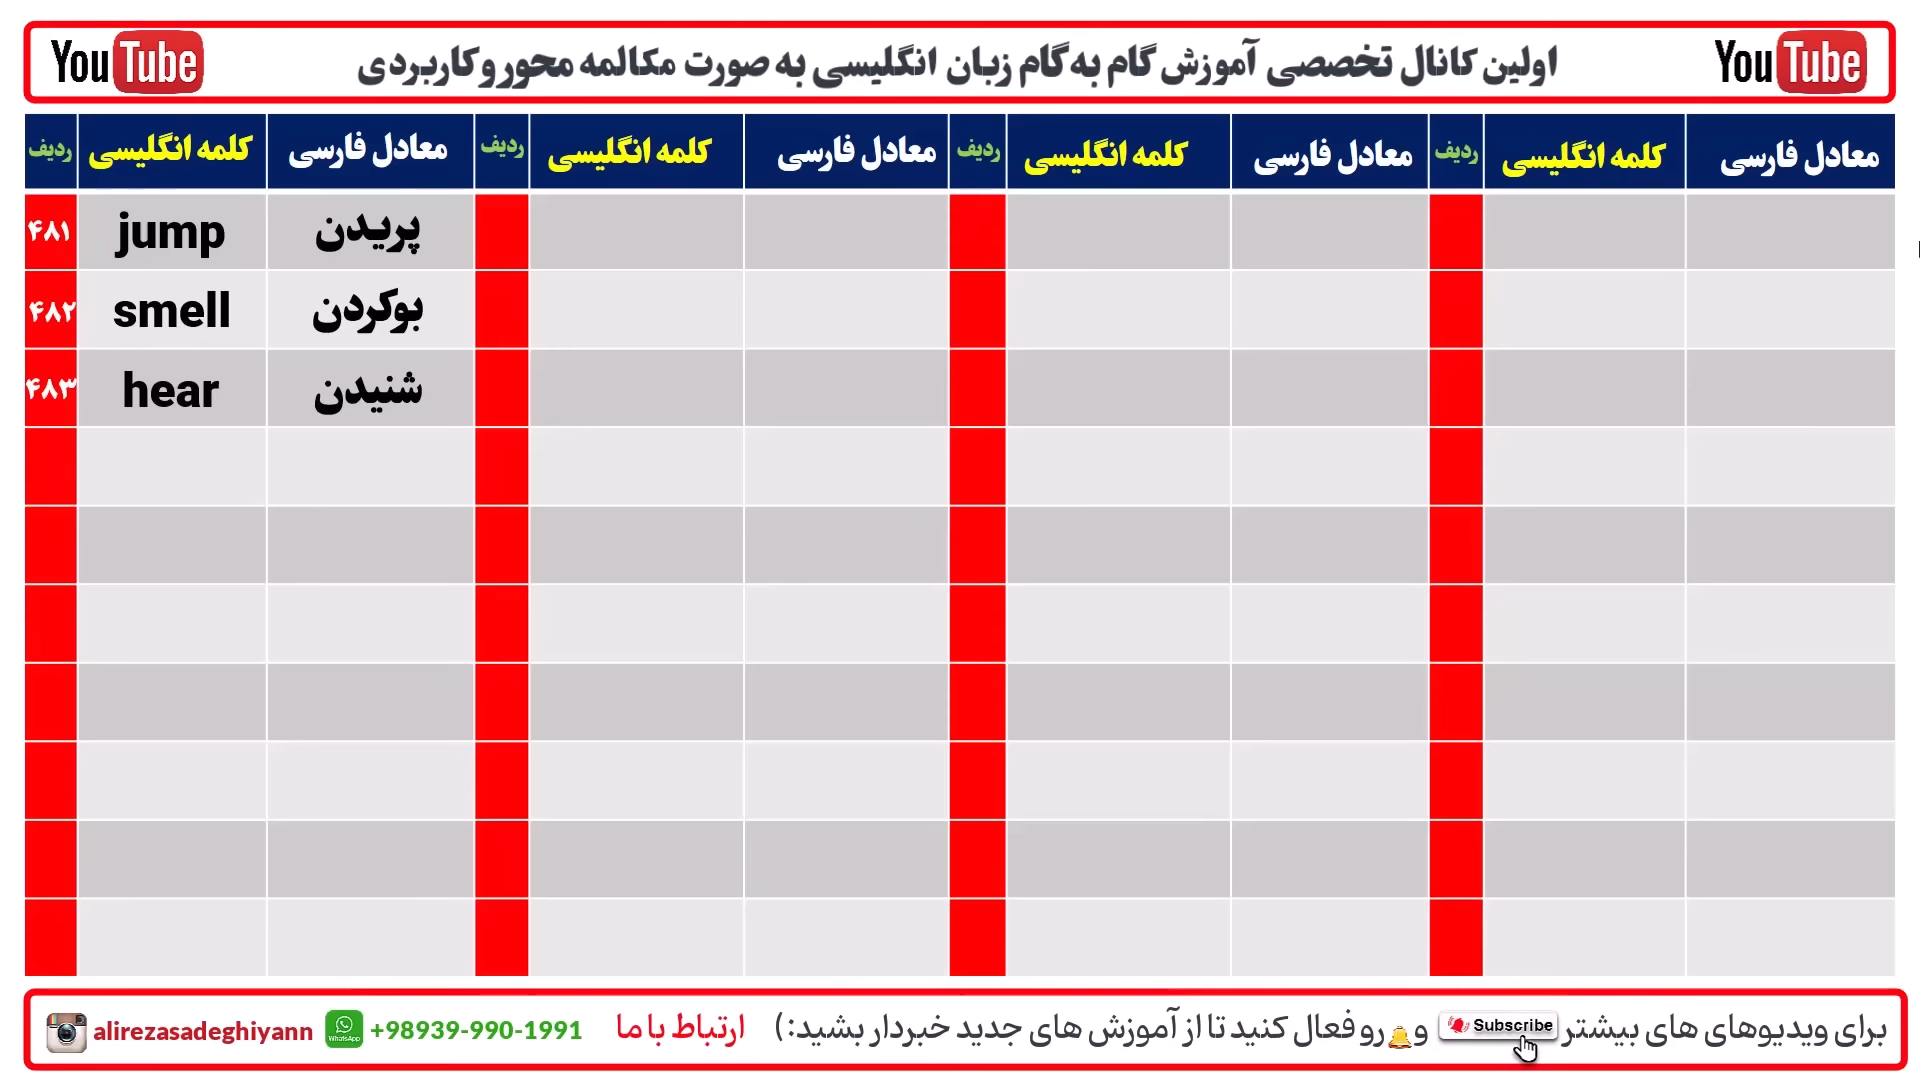 YouTube اولین کانال تخصصی آموزش گام به گام زبان انگلیسی به صورت مکالمه محور و کاربردی YouTube
ردیف کلمه انگلیسی معادل فارسی ردیف کلمه انگلیسی معادل فارسی ردیف کلمه انگلیسی معادل فارسی ردیف کلمه انگلیسی معادل فارسی
۴۸۱ jump پریدن
۴۸۲ smell بوکردن
۴۸۳ hear شنیدن
برای ویدیوهای های بیشتر Subscribe و رو فعال کنید تا از آموزش های جدید خبردار بشید:) ارتباط با ما +98939-990-1991 WhatsApp alirezasadeghiyann